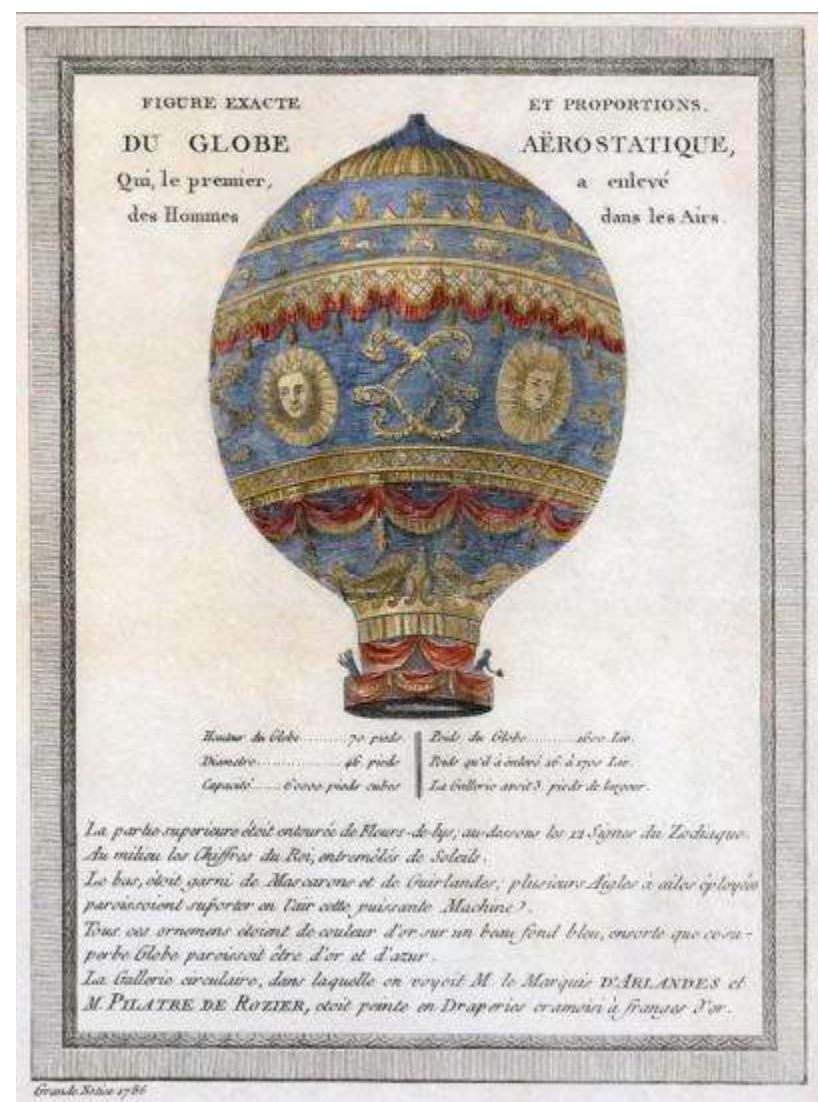 FIGURE EXACTE ET PROPORTIONS.
DU GLOBE AËROSTATIQUE,
Qui, le premier, a enlevé
des Hommes dans les Airs.
Hauteur du Globe..........70 pieds
Diametre......................46 pieds
Capacité......60000 pieds cubes
Poids du Globe..........1600 Liv.
Poids qu'il à enlevé 16 à 1700 Liv.
La Gallerie avoit 3. pieds de largeur.
La partie superieure étoit entourée de Fleurs-de-lys, au-dessous les 12 Signes du Zodiaque.
Au milieu les Chiffres du Roi, entremêlés de Soleils.
Le bas, étoit garni de Mascarons et de Guirlandes; plusieurs Aigles à ailes éployées
paroissoient suporter en l'air cette puissante Machine.
Tous ces ornemens étoient de couleur d'or sur un beau fond bleu, ensorte que ce su-
perbe Globe paroissoit être d'or et d'azur.
La Gallerie circulaire, dans laquelle on voyoit M. le Marquis D'ARLANDES et
M. PILATRE DE ROZIER, etoit peinte en Draperies cramoisi à franges d'or.
1786